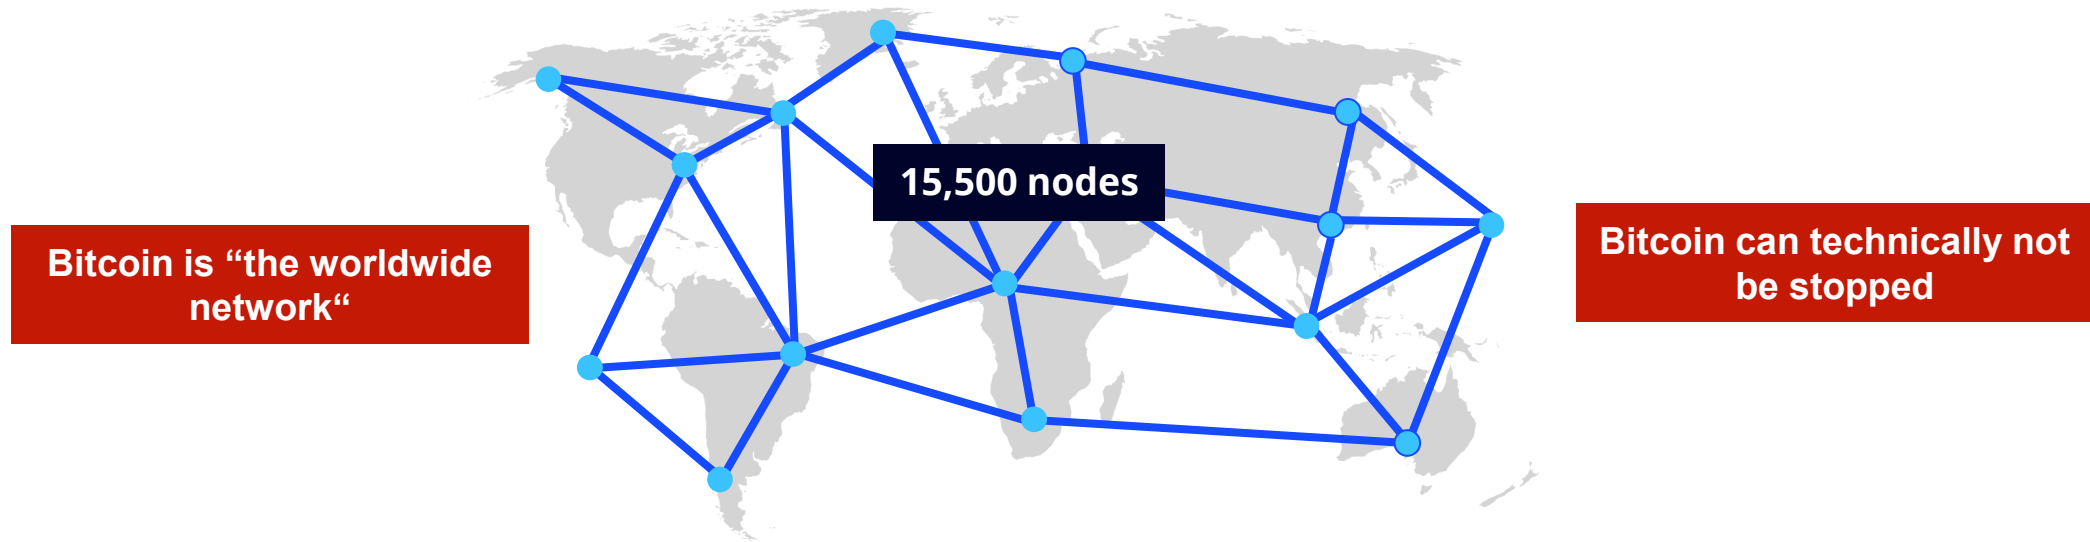 Bitcoin is “the worldwide
network“
15,500 nodes
Bitcoin can technically not
be stopped